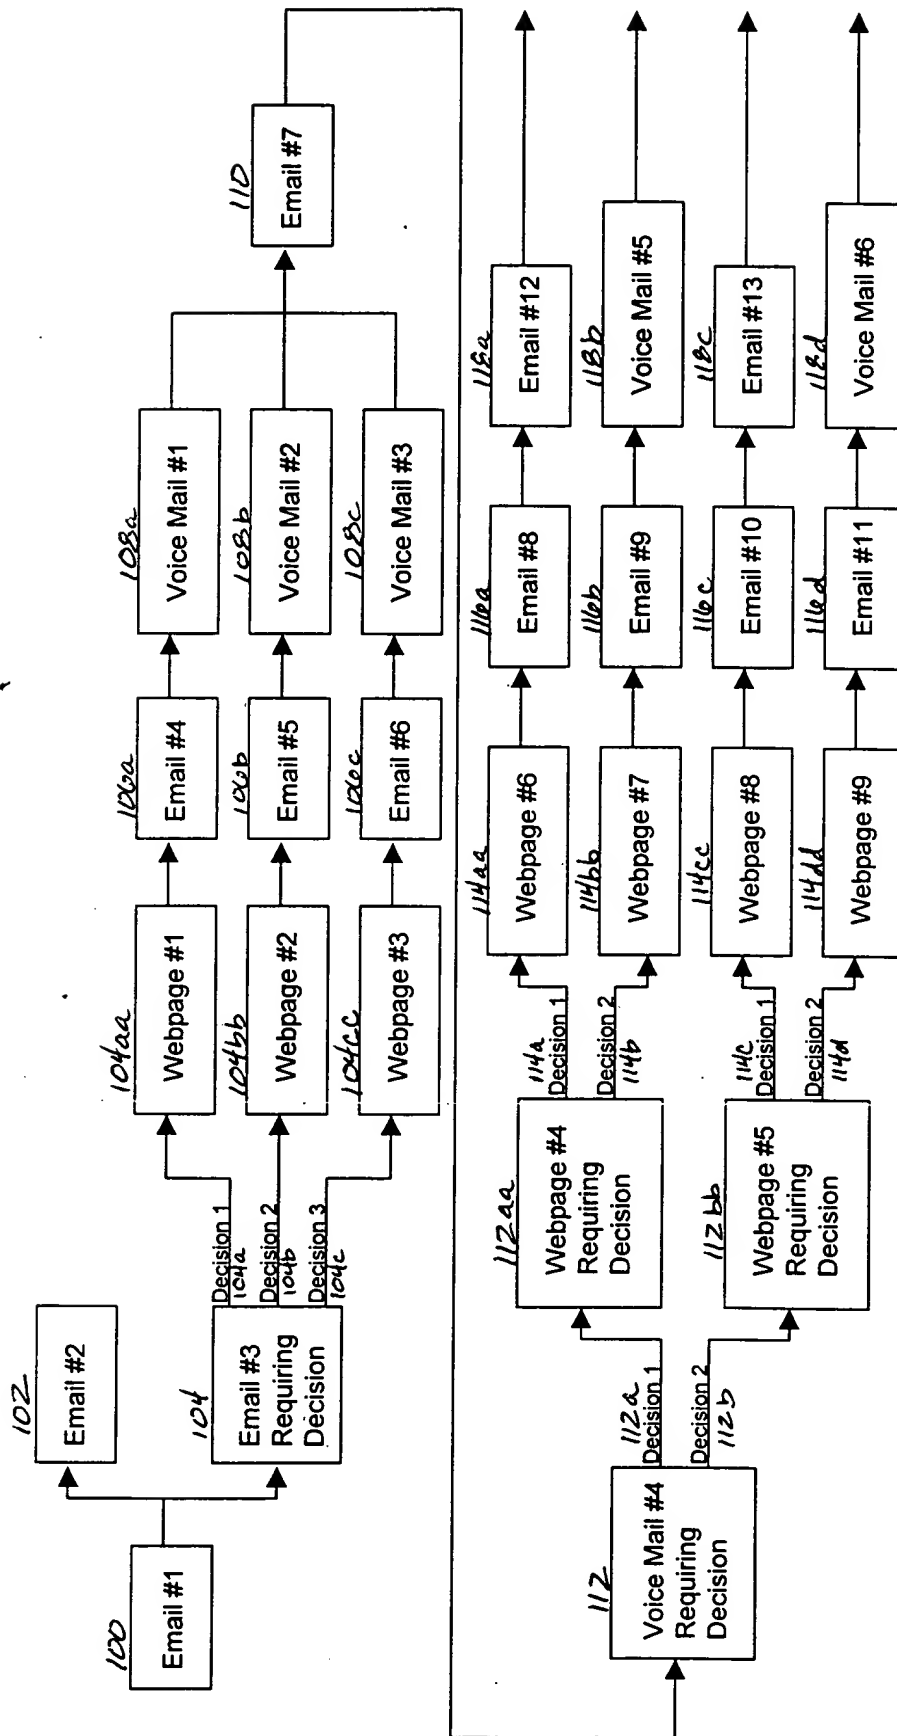 100
Email #1
102
Email #2
104
Email #3
Requiring
Decision
Decision 1
104a
Decision 2
104b
Decision 3
104c
104aa
Webpage #1
104bb
Webpage #2
104cc
Webpage #3
106a
Email #4
106b
Email #5
106c
Email #6
108a
Voice Mail #1
108b
Voice Mail #2
108c
Voice Mail #3
110
Email #7
112
Voice Mail #4
Requiring
Decision
112a
Decision 1
Decision 2
112b
112aa
Webpage #4
Requiring
Decision
112bb
Webpage #5
Requiring
Decision
114a
Decision 1
Decision 2
114b
114c
Decision 1
Decision 2
114d
114aa
Webpage #6
114bb
Webpage #7
114cc
Webpage #8
114dd
Webpage #9
116a
Email #8
116b
Email #9
116c
Email #10
116d
Email #11
118a
Email #12
118b
Voice Mail #5
118c
Email #13
118d
Voice Mail #6